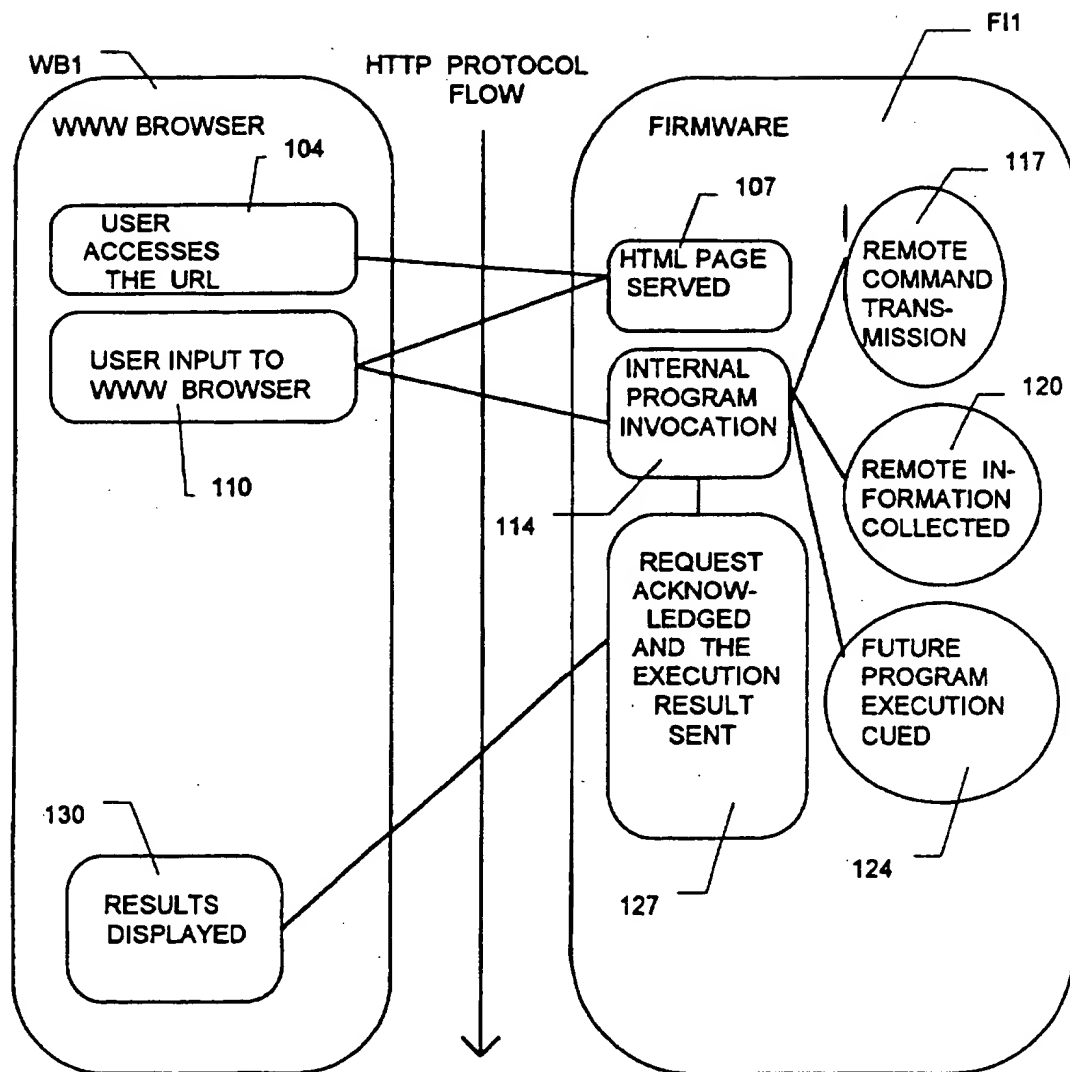 FI1
WB1
HTTP PROTOCOL
FLOW
WWW BROWSER
FIRMWARE
104
117
107
USER
ACCESSES
THE URL
HTML PAGE
SERVED
REMOTE
COMMAND
TRANS-
MISSION
USER INPUT TO
WWW BROWSER
INTERNAL
PROGRAM
INVOCATION
120
110
114
REMOTE IN-
FORMATION
COLLECTED
REQUEST
ACKNOW-
LEDGED
AND THE
EXECUTION
RESULT
SENT
FUTURE
PROGRAM
EXECUTION
CUED
130
124
127
RESULTS
DISPLAYED